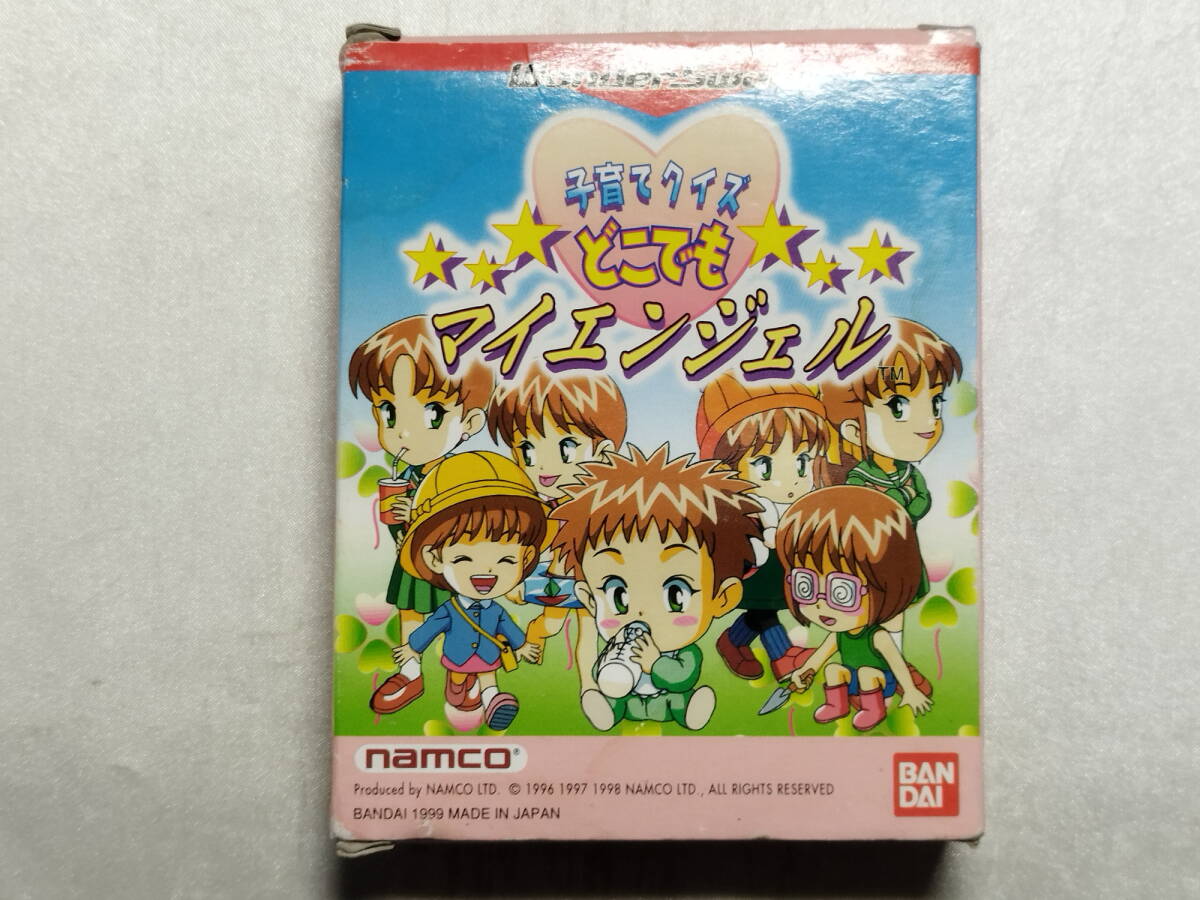 WonderSwan
子育てクイズ
どこでも
マイエンジェル TM
namco®
Produced by NAMCO LTD. © 1996 1997 1998 NAMCO LTD., ALL RIGHTS RESERVED
BANDAI 1999 MADE IN JAPAN
BAN
DAI